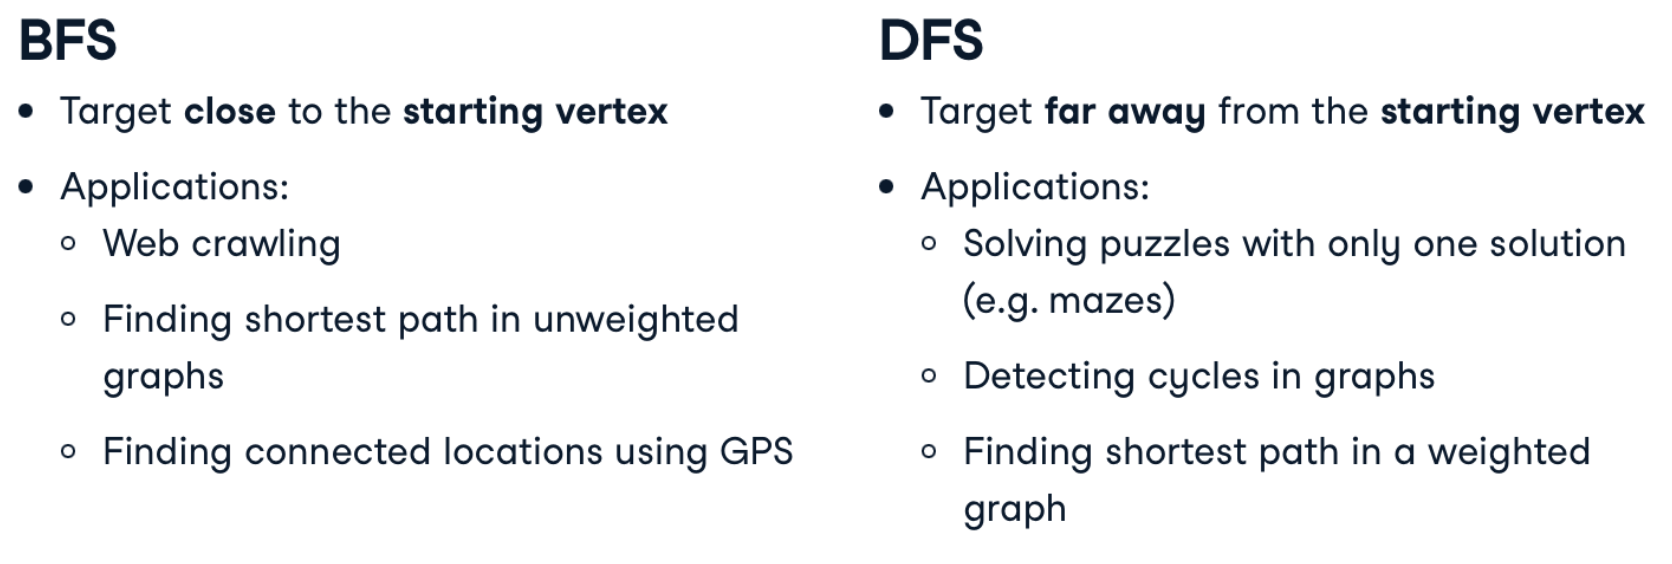 BFS
• Target close to the starting vertex
• Applications:
◦ Web crawling
◦ Finding shortest path in unweighted
graphs
◦ Finding connected locations using GPS
DFS
• Target far away from the starting vertex
• Applications:
◦ Solving puzzles with only one solution
(e.g. mazes)
◦ Detecting cycles in graphs
◦ Finding shortest path in a weighted
graph